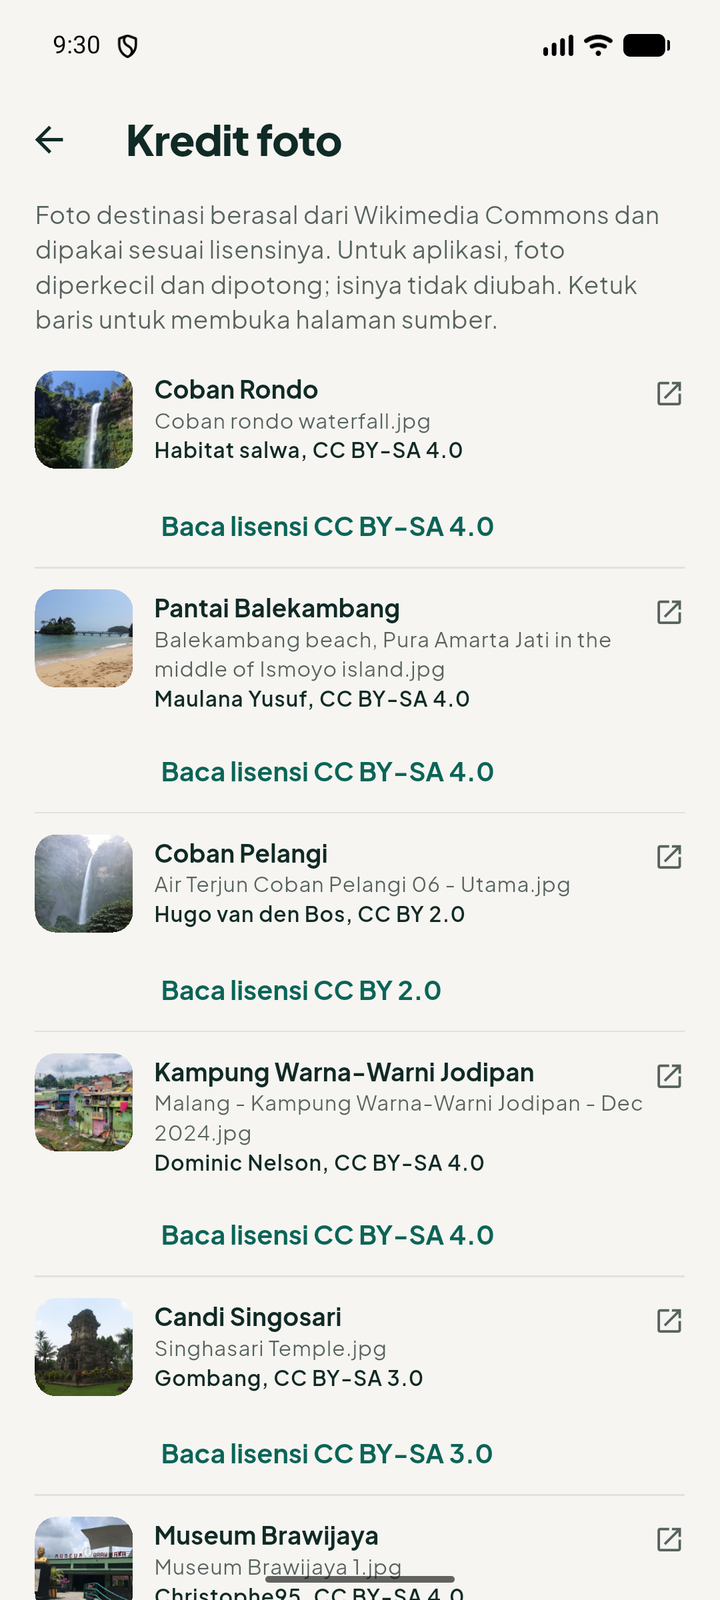 9:30
Kredit foto
Foto destinasi berasal dari Wikimedia Commons dan
dipakai sesuai lisensinya. Untuk aplikasi, foto
diperkecil dan dipotong; isinya tidak diubah. Ketuk
baris untuk membuka halaman sumber.
Coban Rondo
Coban rondo waterfall.jpg
Habitat salwa, CC BY-SA 4.0
Baca lisensi CC BY-SA 4.0
Pantai Balekambang
Balekambang beach, Pura Amarta Jati in the
middle of Ismoyo island.jpg
Maulana Yusuf, CC BY-SA 4.0
Baca lisensi CC BY-SA 4.0
Coban Pelangi
Air Terjun Coban Pelangi 06 - Utama.jpg
Hugo van den Bos, CC BY 2.0
Baca lisensi CC BY 2.0
Kampung Warna-Warni Jodipan
Malang - Kampung Warna-Warni Jodipan - Dec
2024.jpg
Dominic Nelson, CC BY-SA 4.0
Baca lisensi CC BY-SA 4.0
Candi Singosari
Singhasari Temple.jpg
Gombang, CC BY-SA 3.0
Baca lisensi CC BY-SA 3.0
Museum Brawijaya
Museum Brawijaya 1.jpg
Christophe95, CC BY-SA 4.0